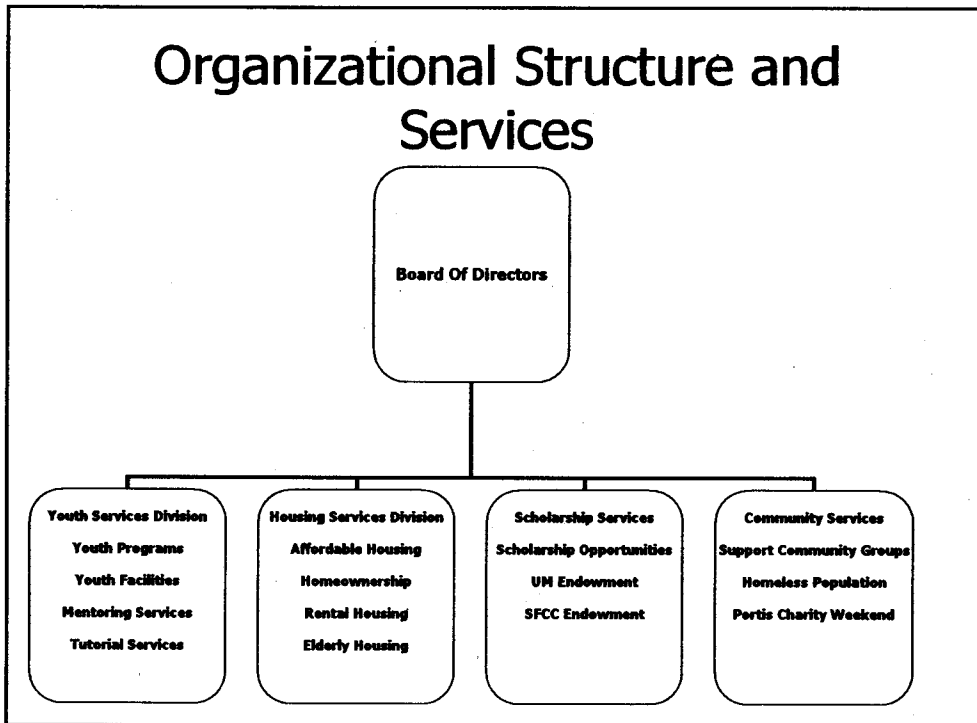 Organizational Structure and
Services
Board Of Directors
Youth Services Division
Youth Programs
Youth Facilities
Mentoring Services
Tutorial Services
Housing Services Division
Affordable Housing
Homeownership
Rental Housing
Elderly Housing
Scholarship Services
Scholarship Opportunities
UM Endowment
SFCC Endowment
Community Services
Support Community Groups
Homeless Population
Portis Charity Weekend